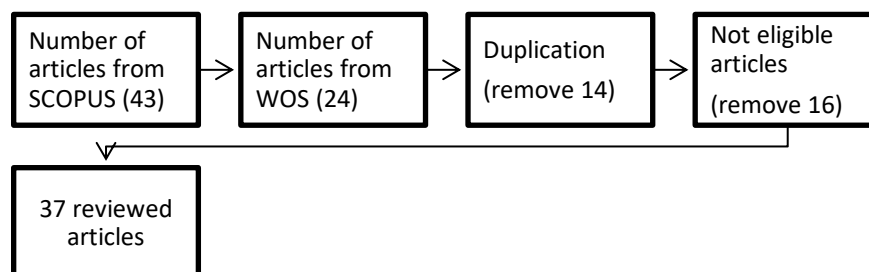 Number of
articles from
SCOPUS (43)
Number of
articles from
WOS (24)
Duplication
(remove 14)
Not eligible
articles
(remove 16)
37 reviewed
articles